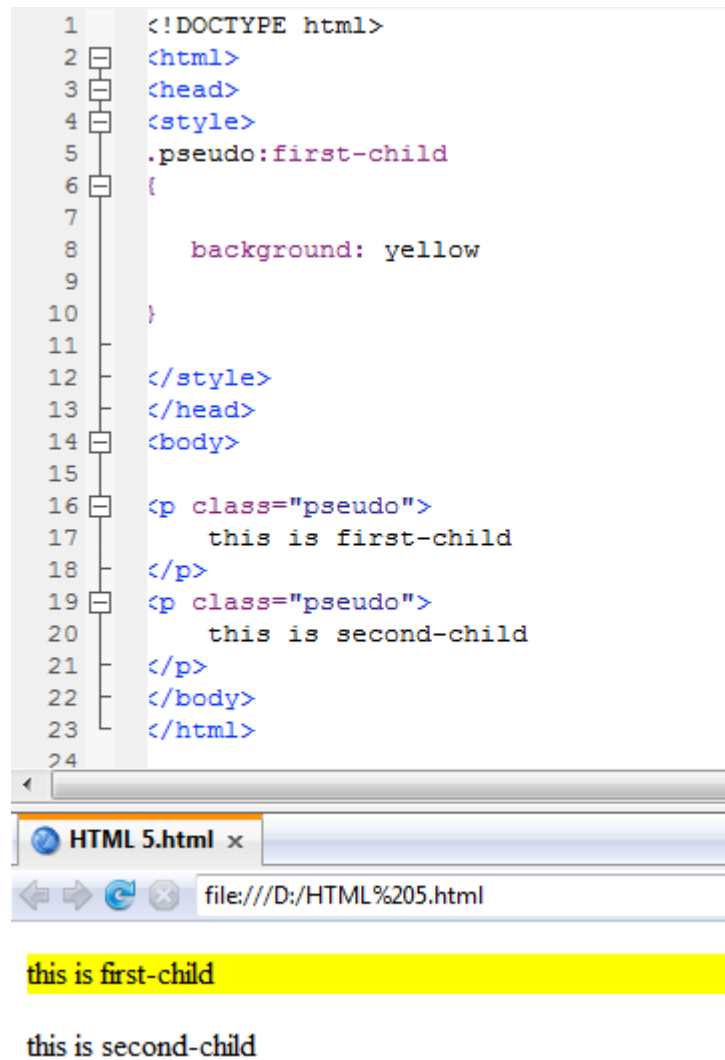 1 <!DOCTYPE html>
2 <html>
3 <head>
4 <style>
5 .pseudo:first-child
6 {
7
8 background: yellow
9
10 }
11
12 </style>
13 </head>
14 <body>
15
16 <p class="pseudo">
17 this is first-child
18 </p>
19 <p class="pseudo">
20 this is second-child
21 </p>
22 </body>
23 </html>
24
HTML 5.html x
file:///D:/HTML%205.html
this is first-child
this is second-child